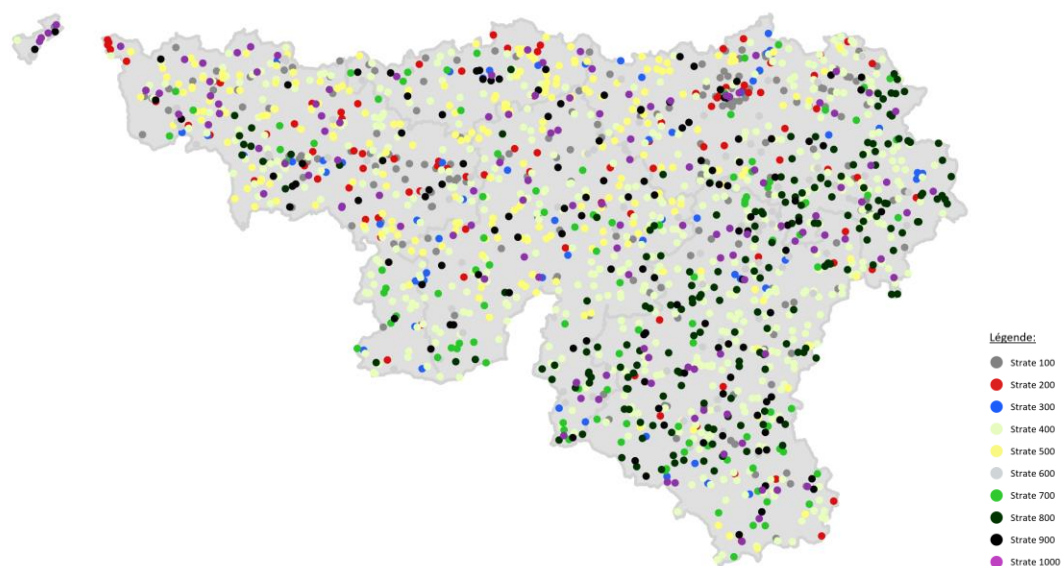 Légende:
Strate 100
Strate 200
Strate 300
Strate 400
Strate 500
Strate 600
Strate 700
Strate 800
Strate 900
Strate 1000